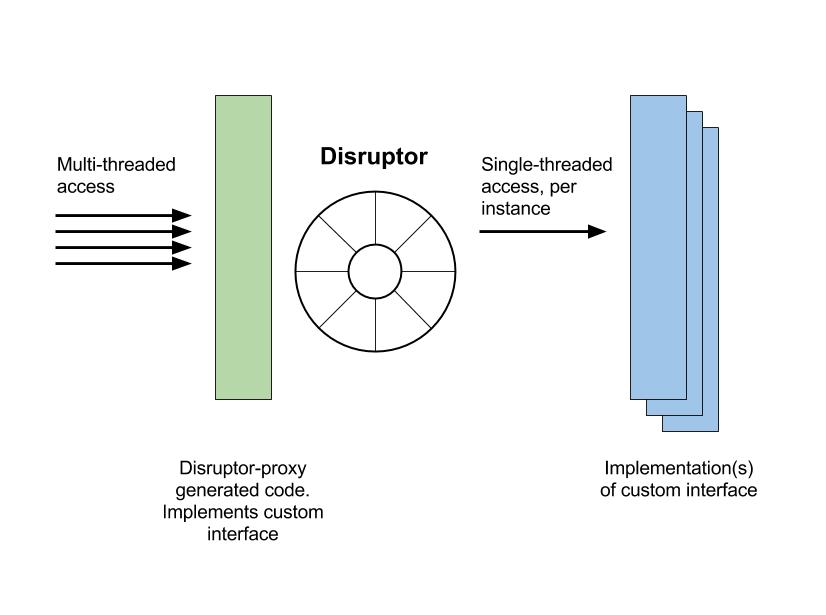 Multi-threaded
access
Disruptor
Single-threaded
access, per
instance
Disruptor-proxy
generated code.
Implements custom
interface
Implementation(s)
of custom interface